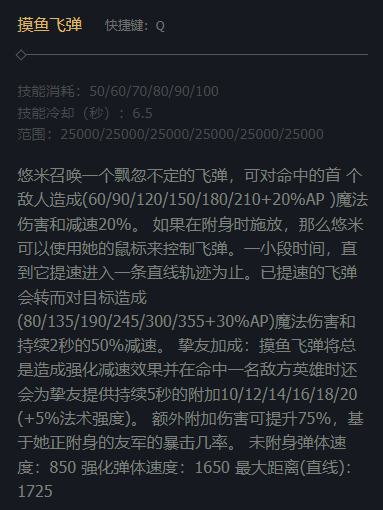 摸鱼飞弹 快捷键：Q
技能消耗：50/60/70/80/90/100
技能冷却（秒）：6.5
范围：25000/25000/25000/25000/25000/25000
悠米召唤一个飘忽不定的飞弹，可对命中的首 个
敌人造成(60/90/120/150/180/210+20%AP )魔法
伤害和减速20%。 如果在附身时施放，那么悠米
可以使用她的鼠标来控制飞弹。一小段时间，直
到它提速进入一条直线轨迹为止。已提速的飞弹
会转而对目标造成
(80/135/190/245/300/355+30%AP)魔法伤害和
持续2秒的50%减速。 挚友加成：摸鱼飞弹将总
是造成强化减速效果并在命中一名敌方英雄时还
会为挚友提供持续5秒的附加10/12/14/16/18/20
(+5%法术强度)。 额外附加伤害可提升75%，基
于她正附身的友军的暴击几率。 未附身弹体速
度：850 强化弹体速度：1650 最大距离(直线)：
1725